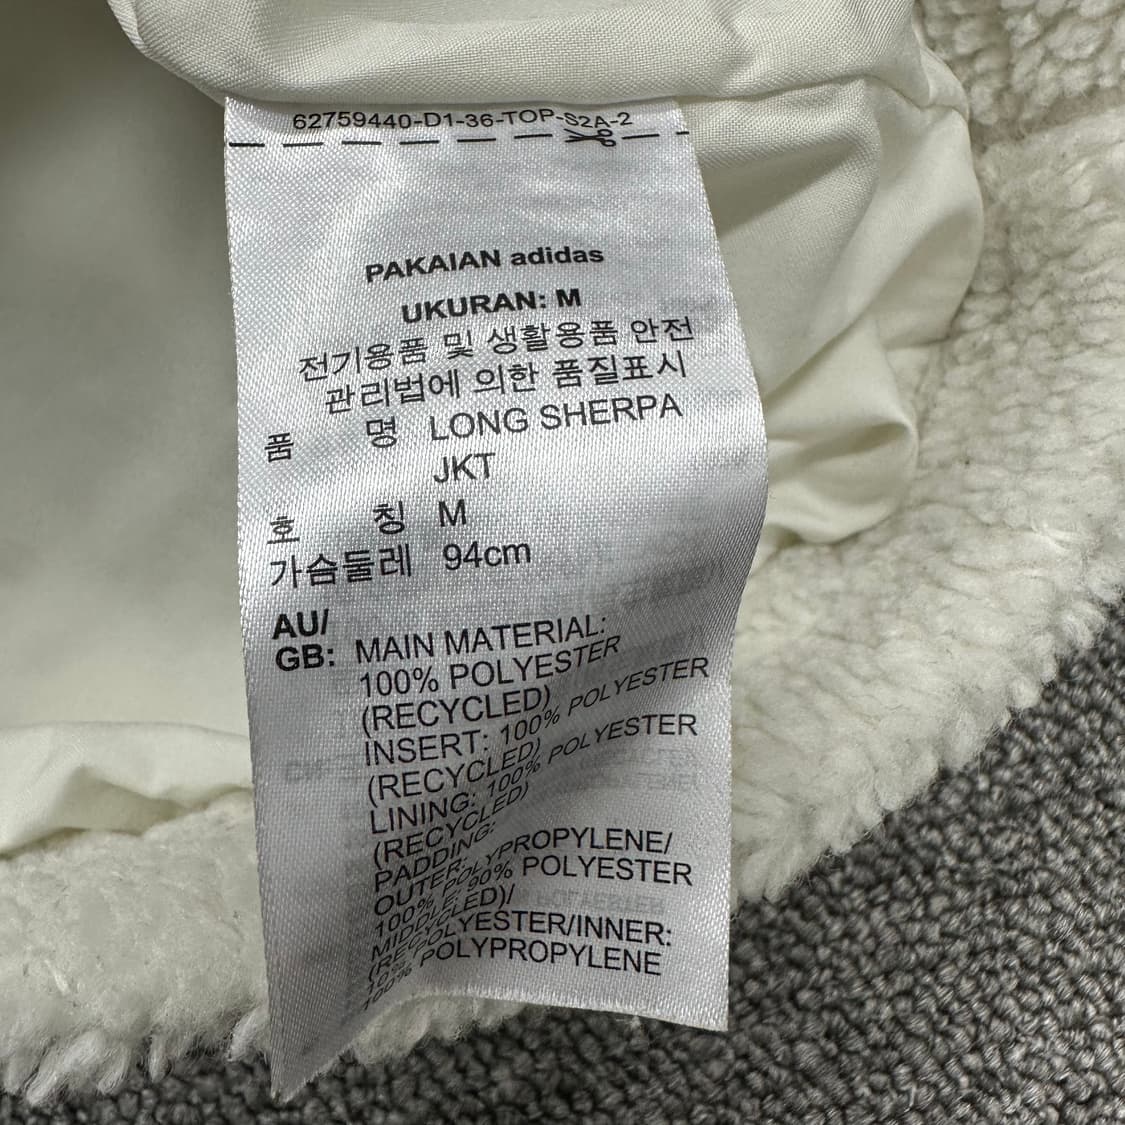 62759440-D1-36-TOP-S2A-2
PAKAIAN adidas
UKURAN: M
전기용품 및 생활용품 안전
관리법에 의한 품질표시
품 명 LONG SHERPA
JKT
호 칭 M
가슴둘레 94cm
AU/
GB: MAIN MATERIAL:
100% POLYESTER
(RECYCLED)
INSERT: 100% POLYESTER
(RECYCLED)
LINING: 100% POLYESTER
(RECYCLED)
PADDING:
OUTER:
100% POLYPROPYLENE/
MIDDLE: 90% POLYESTER
(RECYCLED)/
10% POLYESTER/INNER:
100% POLYPROPYLENE